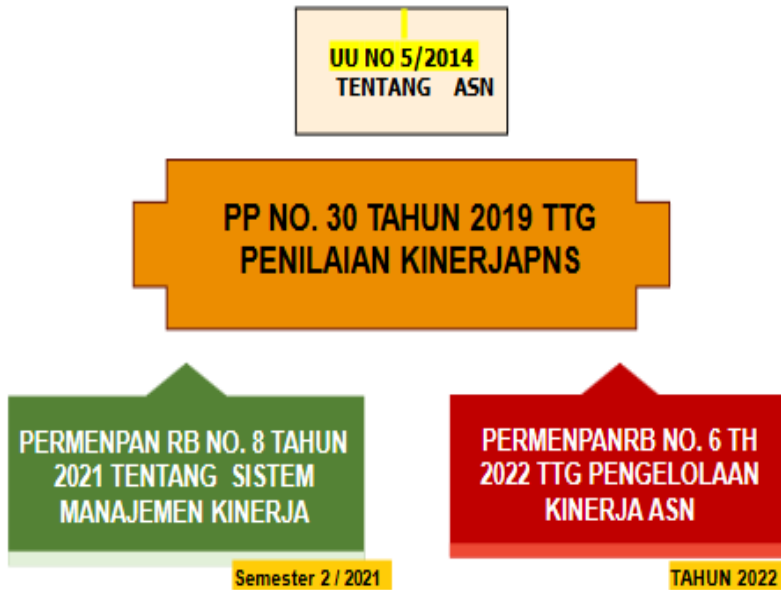 UU NO 5/2014
TENTANG ASN
PP NO. 30 TAHUN 2019 TTG
PENILAIAN KINERJAPNS
PERMENPAN RB NO. 8 TAHUN
2021 TENTANG SISTEM
MANAJEMEN KINERJA
Semester 2 / 2021
PERMENPANRB NO. 6 TH
2022 TTG PENGELOLAAN
KINERJA ASN
TAHUN 2022